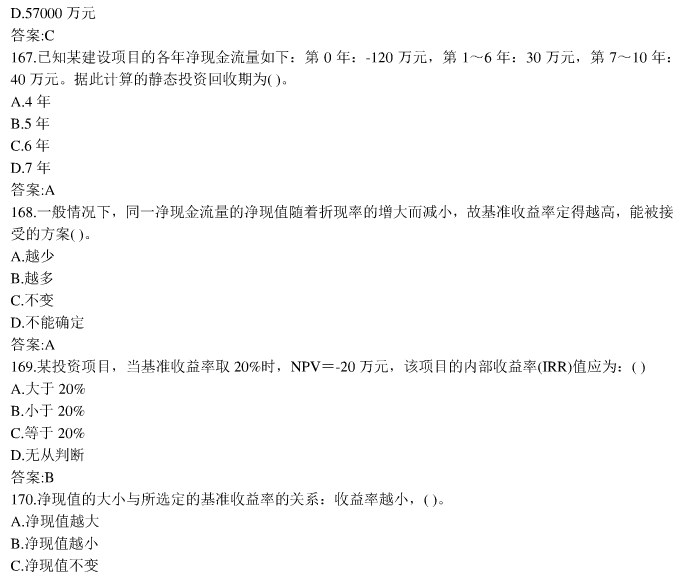 D.57000 万元
答案:C
167.已知某建设项目的各年净现金流量如下：第 0 年：-120 万元，第 1～6 年：30 万元，第 7～10 年：
40 万元。据此计算的静态投资回收期为( )。
A.4 年
B.5 年
C.6 年
D.7 年
答案:A
168.一般情况下，同一净现金流量的净现值随着折现率的增大而减小，故基准收益率定得越高，能被接
受的方案( )。
A.越少
B.越多
C.不变
D.不能确定
答案:A
169.某投资项目，当基准收益率取 20%时，NPV＝-20 万元，该项目的内部收益率(IRR)值应为：( )
A.大于 20%
B.小于 20%
C.等于 20%
D.无从判断
答案:B
170.净现值的大小与所选定的基准收益率的关系：收益率越小，( )。
A.净现值越大
B.净现值越小
C.净现值不变